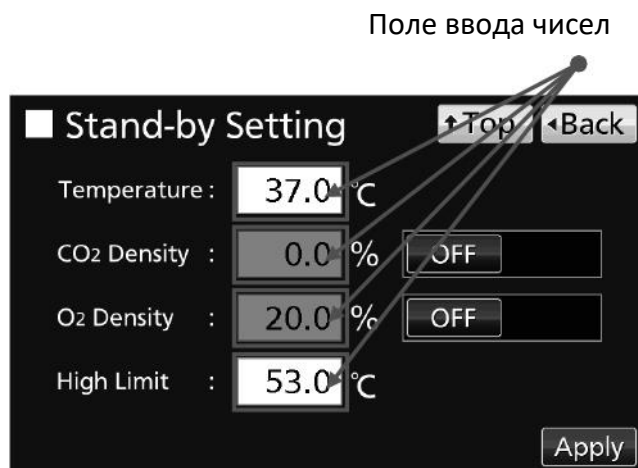 Поле ввода чисел
Stand-by Setting ↑Top ◂Back
Temperature : 37.0 °C
CO2 Density : 0.0 % OFF
O2 Density : 20.0 % OFF
High Limit : 53.0 °C
Apply